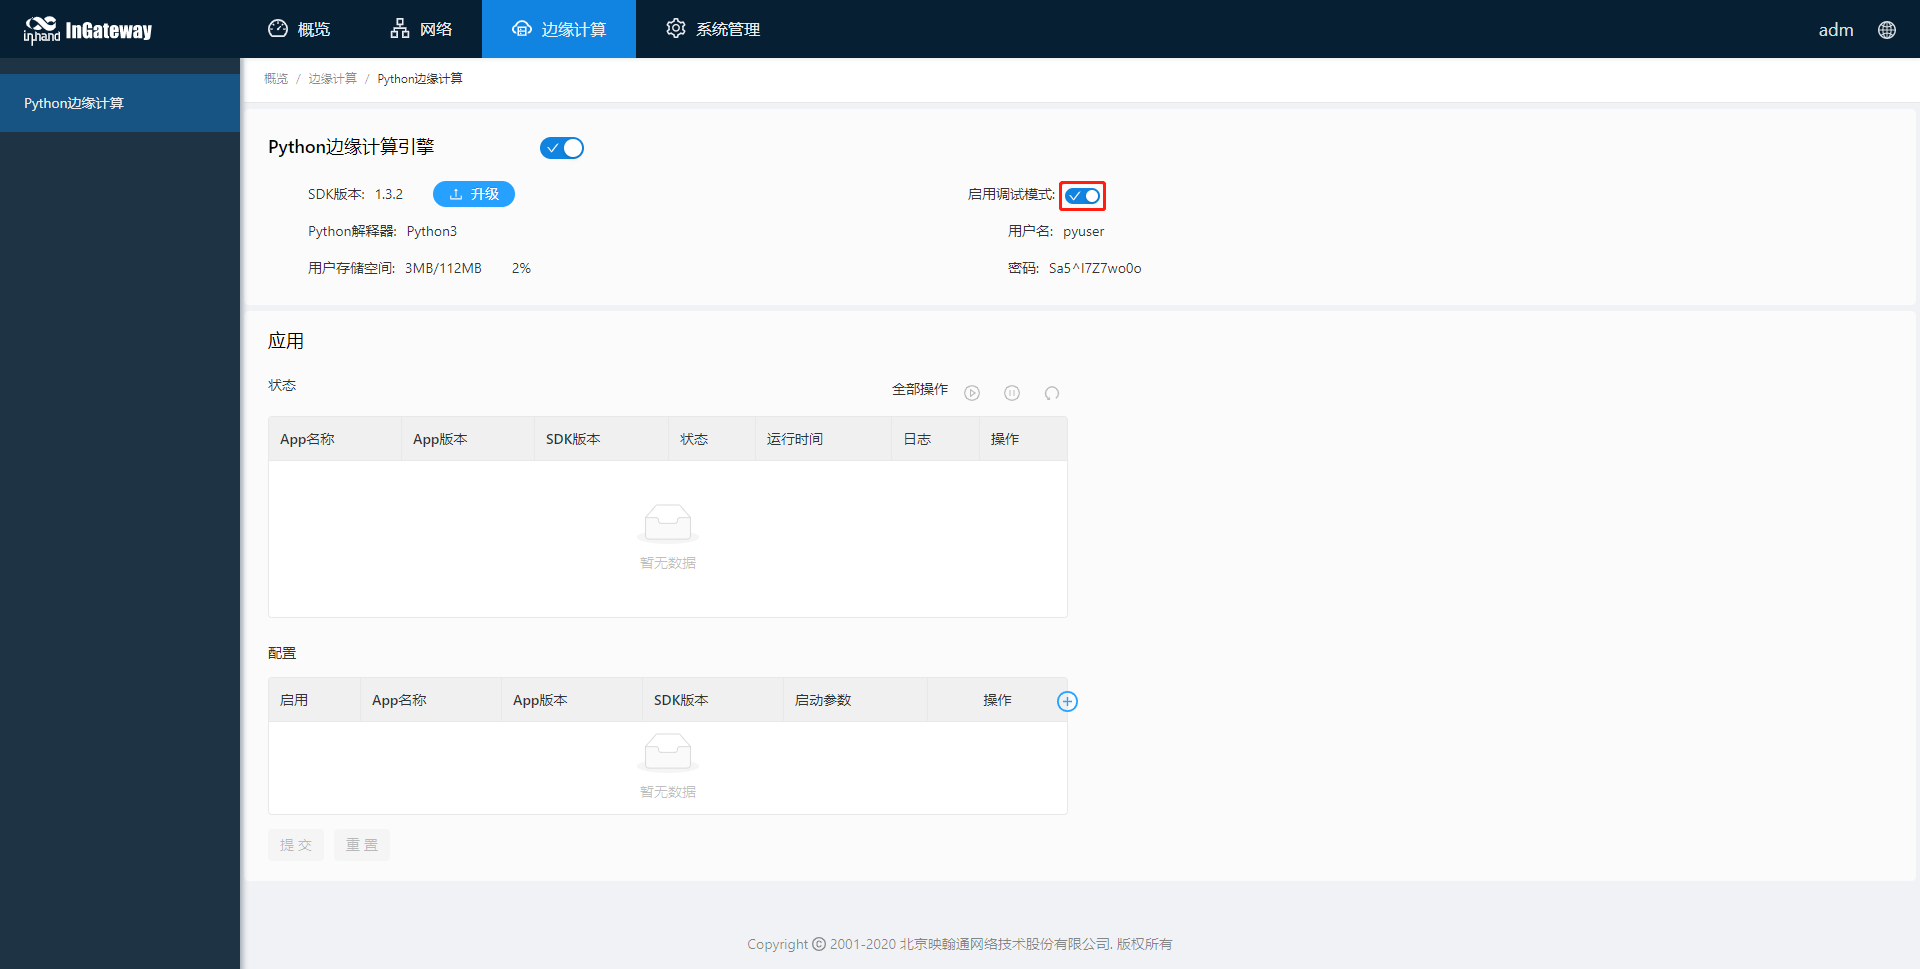 inhand InGateway 概览 网络 边缘计算 系统管理 adm
Python边缘计算
概览 / 边缘计算 / Python边缘计算
Python边缘计算引擎
SDK版本: 1.3.2 升级
启用调试模式:
Python解释器: Python3
用户名: pyuser
用户存储空间: 3MB/112MB 2%
密码: Sa5^I7Z7wo0o
应用
状态 全部操作
App名称 App版本 SDK版本 状态 运行时间 日志 操作
暂无数据
配置
启用 App名称 App版本 SDK版本 启动参数 操作
暂无数据
提交 重置
Copyright © 2001-2020 北京映翰通网络技术股份有限公司. 版权所有